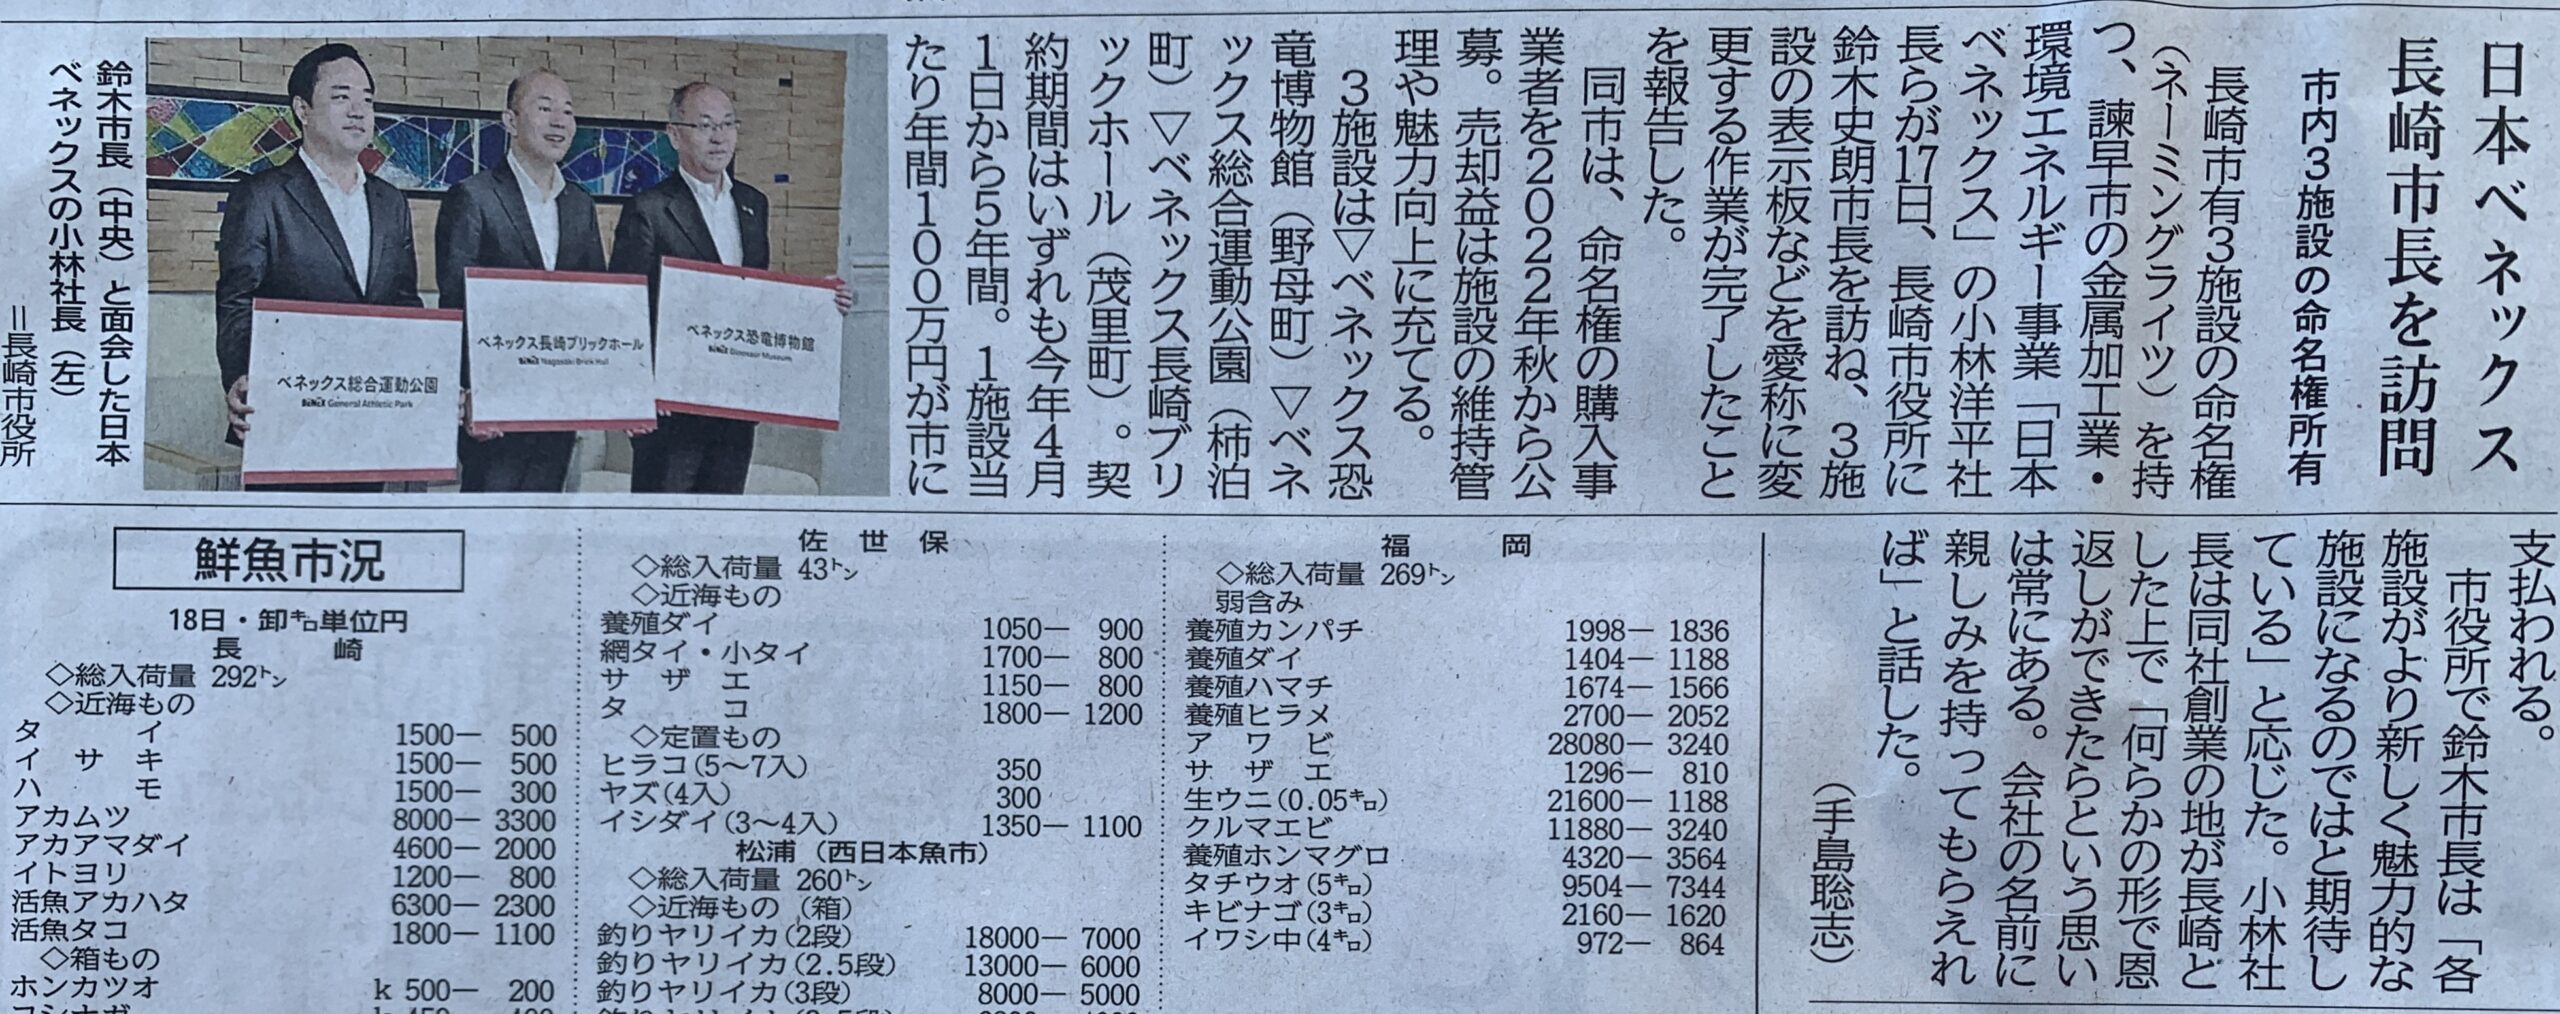 日本ベネックス
長崎市長を訪問
市内3施設の命名権所有
長崎市有3施設の命名権
(ネーミングライツ)を持
つ、諫早市の金属加工業・
環境エネルギー事業「日本
ベネックス」の小林洋平社
長らが17日、長崎市役所に
鈴木史朗市長を訪ね、3施
設の表示板などを愛称に変
更する作業が完了したこと
を報告した。
同市は、命名権の購入事
業者を2022年秋から公
募。売却益は施設の維持管
理や魅力向上に充てる。
3施設は▽ベネックス恐
竜博物館(野母町)▽ベネ
ックス総合運動公園(柿泊
町)▽ベネックス長崎ブリ
ックホール(茂里町)。契
約期間はいずれも今年4月
1日から5年間。1施設当
たり年間100万円が市に
支払われる。
市役所で鈴木市長は「各
施設がより新しく魅力的な
施設になるのではと期待し
ている」と応じた。小林社
長は同社創業の地が長崎と
した上で「何らかの形で恩
返しができたらという思い
は常にある。会社の名前に
親しみを持ってもらえれ
ば」と話した。
(手島聡志)
ベネックス総合運動公園
BeNeX General Athletic Park
ベネックス長崎ブリックホール
BeNeX Nagasaki Brick Hall
ベネックス恐竜博物館
BeNeX Dinosaur Museum
鈴木市長(中央)と面会した日本
ベネックスの小林社長(左)
=長崎市役所
鮮魚市況
18日・卸㌔単位円
長崎
◇総入荷量 292㌧
◇近海もの
タイ 1500― 500
イサキ 1500― 500
ハモ 1500― 300
アカムツ 8000― 3300
アカアマダイ 4600― 2000
イトヨリ 1200― 800
活魚アカハタ 6300― 2300
活魚タコ 1800― 1100
◇箱もの
ホンカツオ k 500― 200
佐世保
◇総入荷量 43㌧
◇近海もの
養殖ダイ 1050― 900
網タイ・小タイ 1700― 800
サザエ 1150― 800
タコ 1800― 1200
◇定置もの
ヒラコ(5〜7入) 350
ヤズ(4入) 300
イシダイ(3〜4入) 1350― 1100
松浦(西日本魚市)
◇総入荷量 260㌧
◇近海もの(箱)
釣りヤリイカ(2段) 18000― 7000
釣りヤリイカ(2.5段) 13000― 6000
釣りヤリイカ(3段) 8000― 5000
福岡
◇総入荷量 269㌧
弱含み
養殖カンパチ 1998― 1836
養殖ダイ 1404― 1188
養殖ハマチ 1674― 1566
養殖ヒラメ 2700― 2052
アワビ 28080― 3240
サザエ 1296― 810
生ウニ(0.05㌔) 21600― 1188
クルマエビ 11880― 3240
養殖ホンマグロ 4320― 3564
タチウオ(5㌔) 9504― 7344
キビナゴ(3㌔) 2160― 1620
イワシ中(4㌔) 972― 864